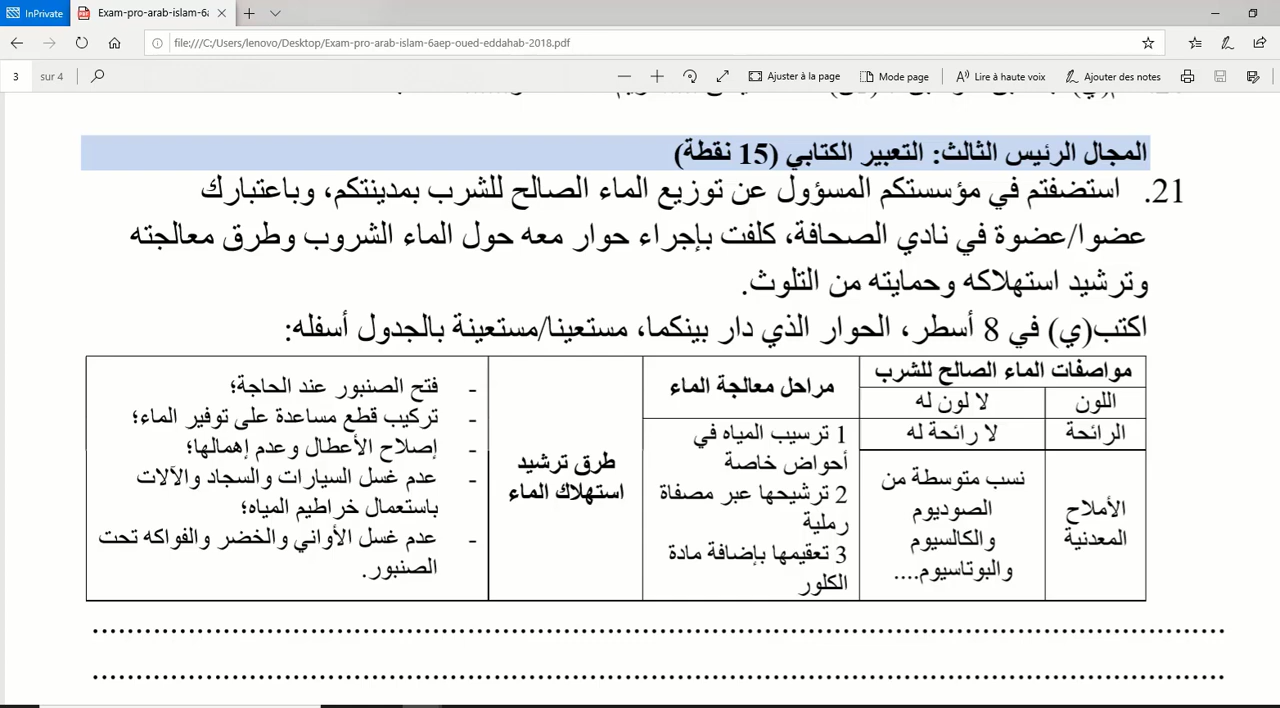 InPrivate
Exam-pro-arab-islam-6a
file:///C:/Users/lenovo/Desktop/Exam-pro-arab-islam-6aep-oued-eddahab-2018.pdf
3 sur 4
Ajuster à la page
Mode page
Lire à haute voix
Ajouter des notes
المجال الرئيس الثالث: التعبير الكتابي (15 نقطة)
21. استضفتم في مؤسستكم المسؤول عن توزيع الماء الصالح للشرب بمدينتكم، وباعتبارك
عضوا/عضوة في نادي الصحافة، كلفت بإجراء حوار معه حول الماء الشروب وطرق معالجته
وترشيد استهلاكه وحمايته من التلوث.
اكتب(ي) في 8 أسطر، الحوار الذي دار بينكما، مستعينا/مستعينة بالجدول أسفله:
مواصفات الماء الصالح للشرب
اللون
لا لون له
الرائحة
لا رائحة له
الأملاح
المعدنية
نسب متوسطة من
الصوديوم
والكالسيوم
والبوتاسيوم....
مراحل معالجة الماء
1 ترسيب المياه في
أحواض خاصة
2 ترشيحها عبر مصفاة
رملية
3 تعقيمها بإضافة مادة
الكلور
طرق ترشيد
استهلاك الماء
- فتح الصنبور عند الحاجة؛
- تركيب قطع مساعدة على توفير الماء؛
- إصلاح الأعطال وعدم إهمالها؛
- عدم غسل السيارات والسجاد والآلات
باستعمال خراطيم المياه؛
- عدم غسل الأواني والخضر والفواكه تحت
الصنبور.